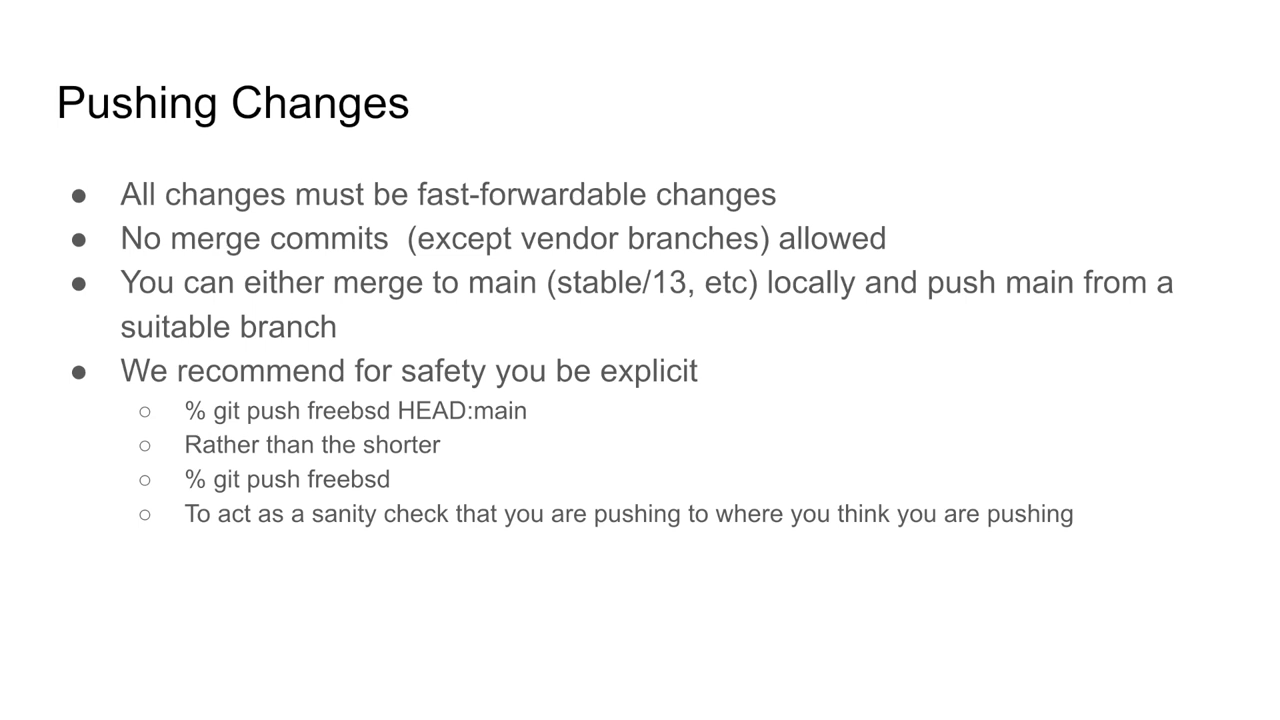 Pushing Changes
● All changes must be fast-forwardable changes
● No merge commits  (except vendor branches) allowed
● You can either merge to main (stable/13, etc) locally and push main from a
suitable branch
● We recommend for safety you be explicit
○ % git push freebsd HEAD:main
○ Rather than the shorter
○ % git push freebsd
○ To act as a sanity check that you are pushing to where you think you are pushing